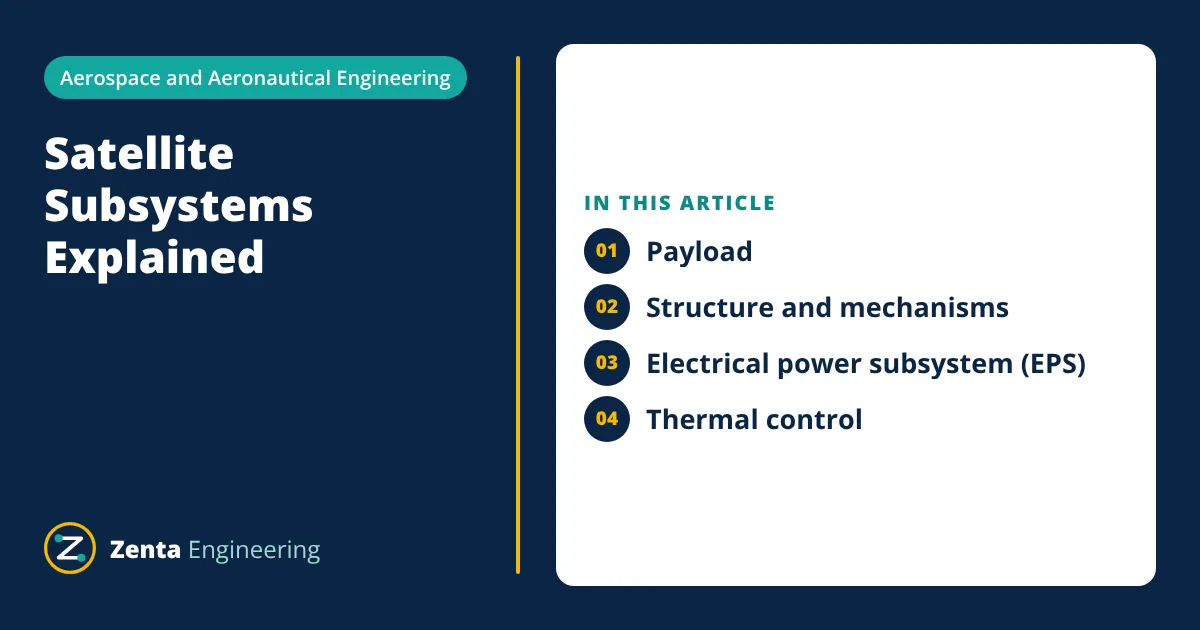 Aerospace and Aeronautical Engineering
Satellite
Subsystems
Explained
IN THIS ARTICLE
01 Payload
02 Structure and mechanisms
03 Electrical power subsystem (EPS)
04 Thermal control
Z Zenta Engineering